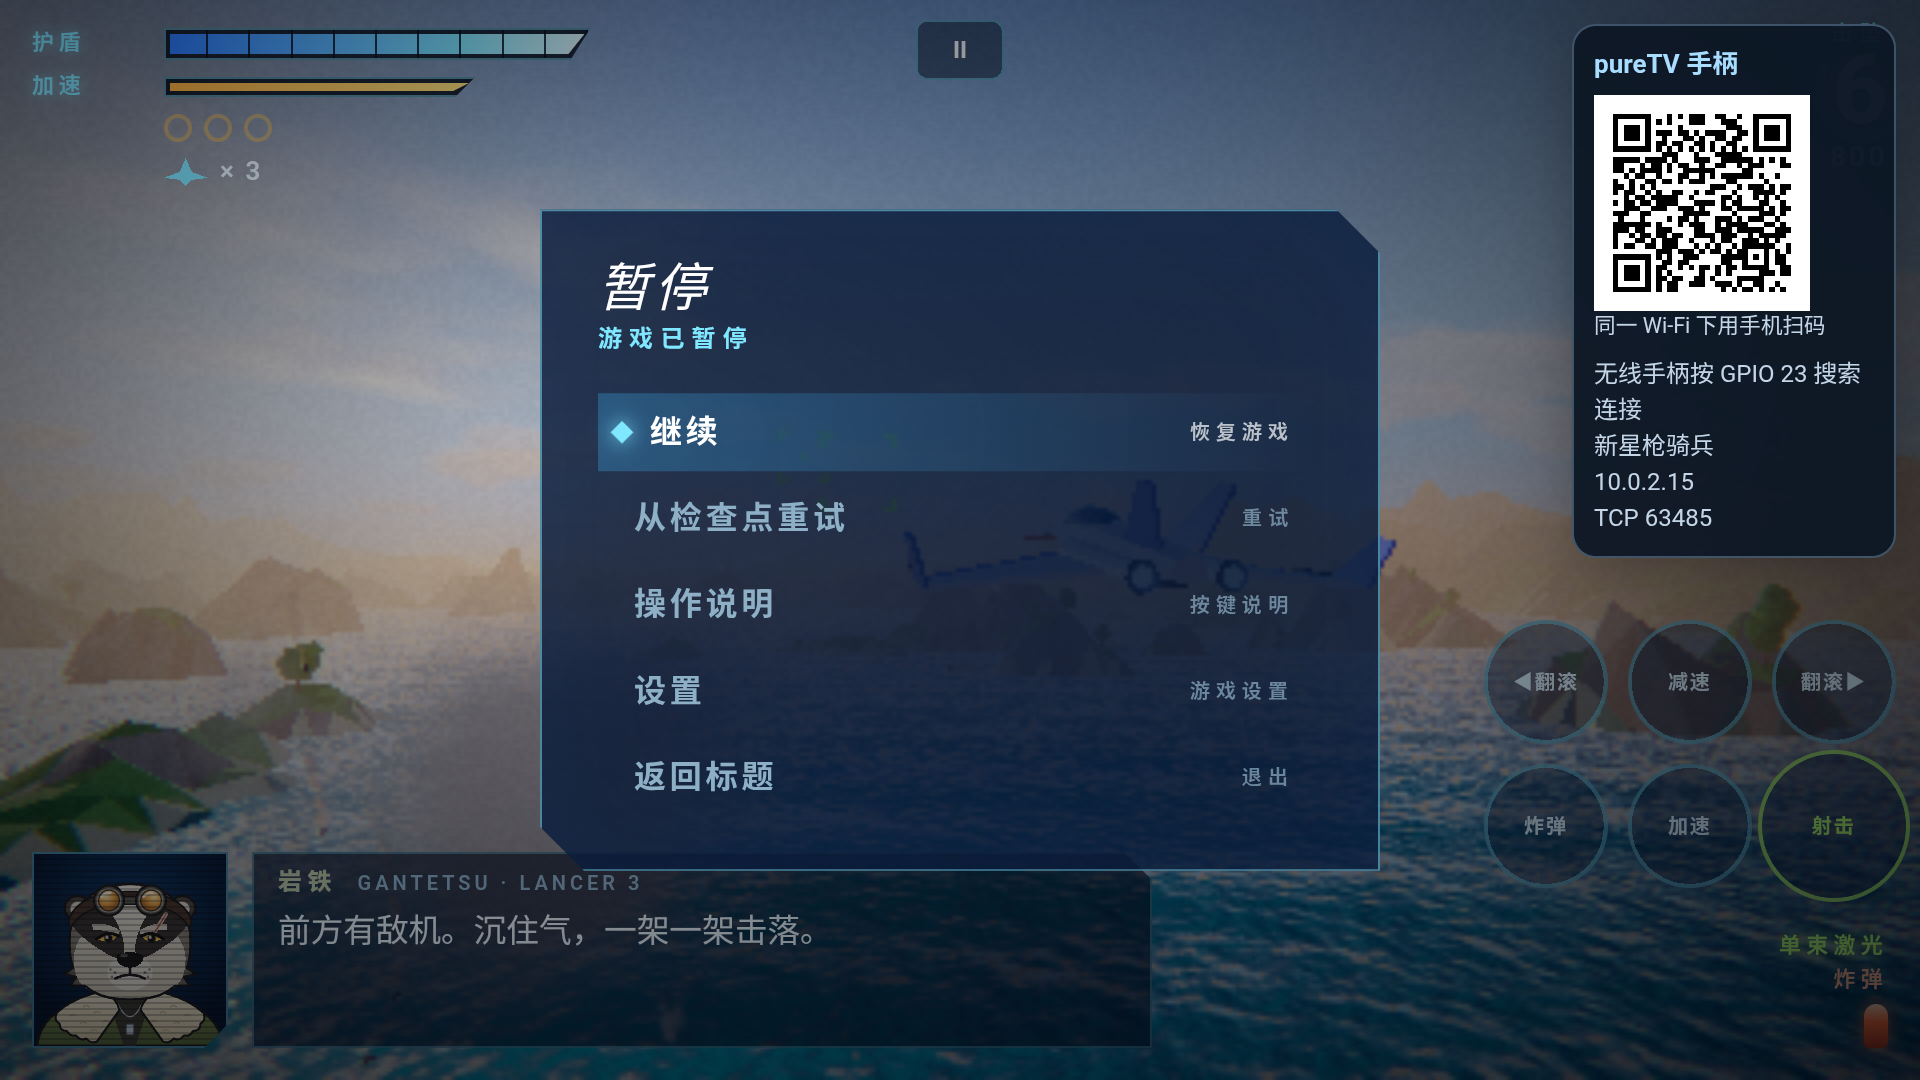 护盾
加速
× 3
暂停
游戏已暂停
继续 恢复游戏
从检查点重试 重试
操作说明 按键说明
设置 游戏设置
返回标题 退出
pureTV 手柄
同一 Wi-Fi 下用手机扫码
无线手柄按 GPIO 23 搜索
连接
新星枪骑兵
10.0.2.15
TCP 63485
◀翻滚 减速 翻滚▶
炸弹 加速 射击
单束激光
炸弹
岩铁 GANTETSU · LANCER 3
前方有敌机。沉住气，一架一架击落。